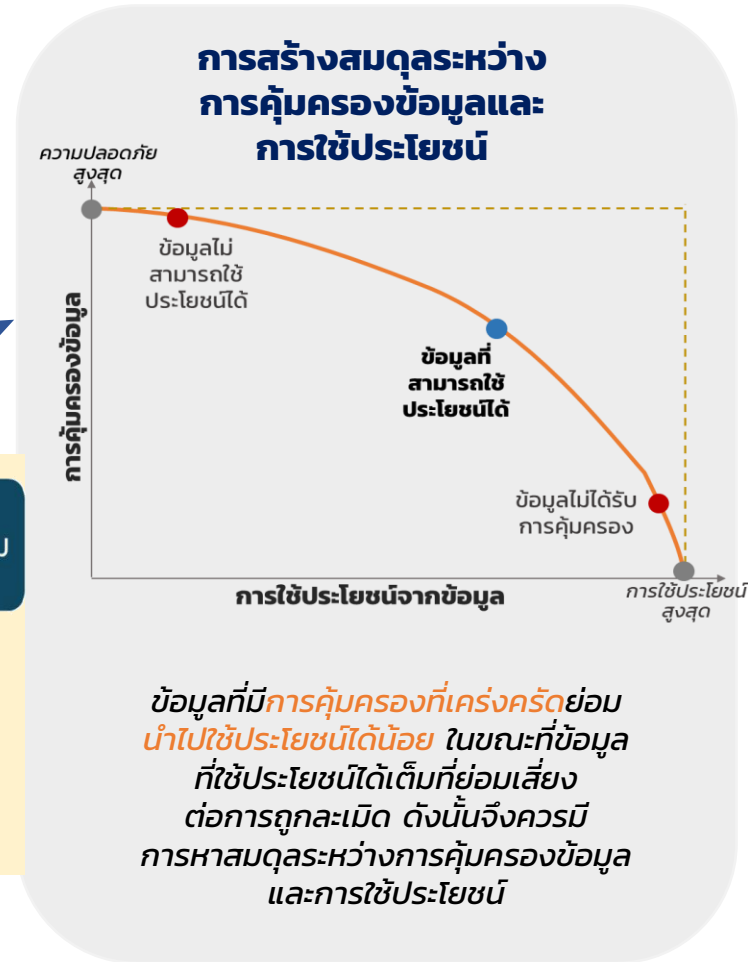 การสร้างสมดุลระหว่าง
การคุ้มครองข้อมูลและ
การใช้ประโยชน์
ความปลอดภัย
สูงสุด
ข้อมูลไม่
สามารถใช้
ประโยชน์ได้
การคุ้มครองข้อมูล
ข้อมูลที่
สามารถใช้
ประโยชน์ได้
ข้อมูลไม่ได้รับ
การคุ้มครอง
การใช้ประโยชน์จากข้อมูล
การใช้ประโยชน์
สูงสุด
ข้อมูลที่มีการคุ้มครองที่เคร่งครัดย่อม
นำไปใช้ประโยชน์ได้น้อย ในขณะที่ข้อมูล
ที่ใช้ประโยชน์ได้เต็มที่ย่อมเสี่ยง
ต่อการถูกละเมิด ดังนั้นจึงควรมี
การหาสมดุลระหว่างการคุ้มครองข้อมูล
และการใช้ประโยชน์